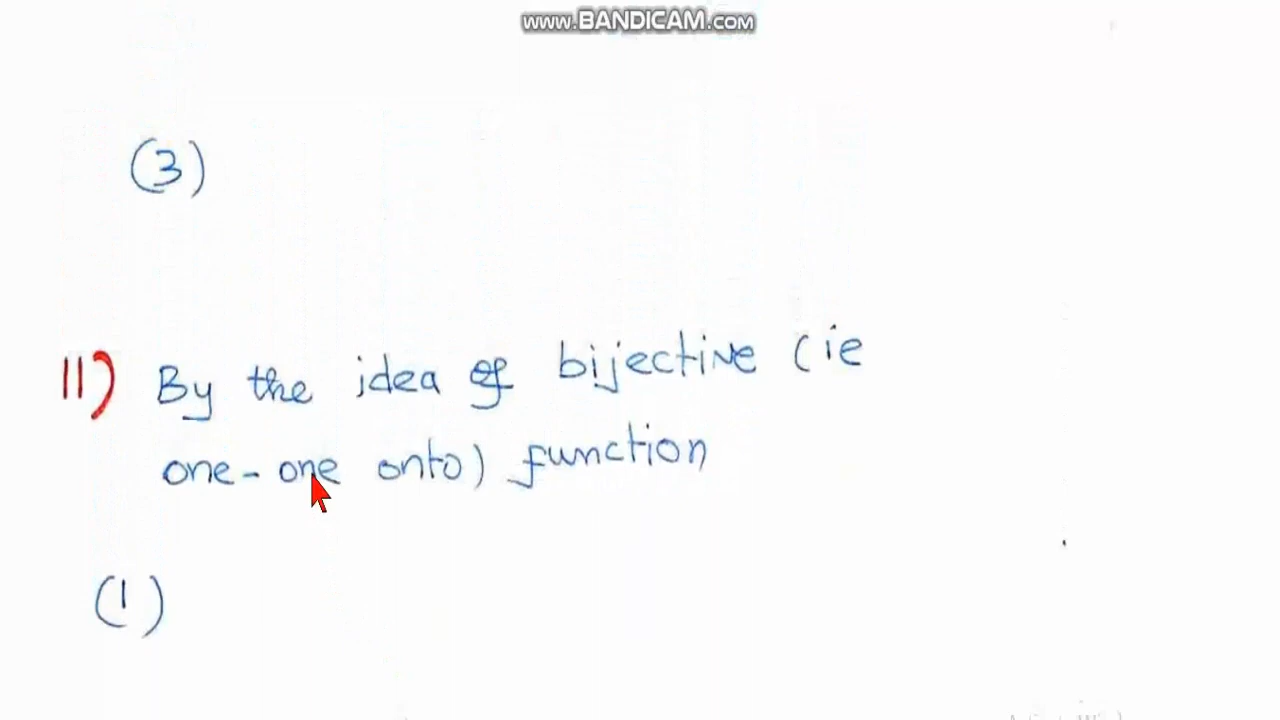 www.BANDICAM.com
(3)
II) By the idea of bijective (ie
one-one onto) function
(1)